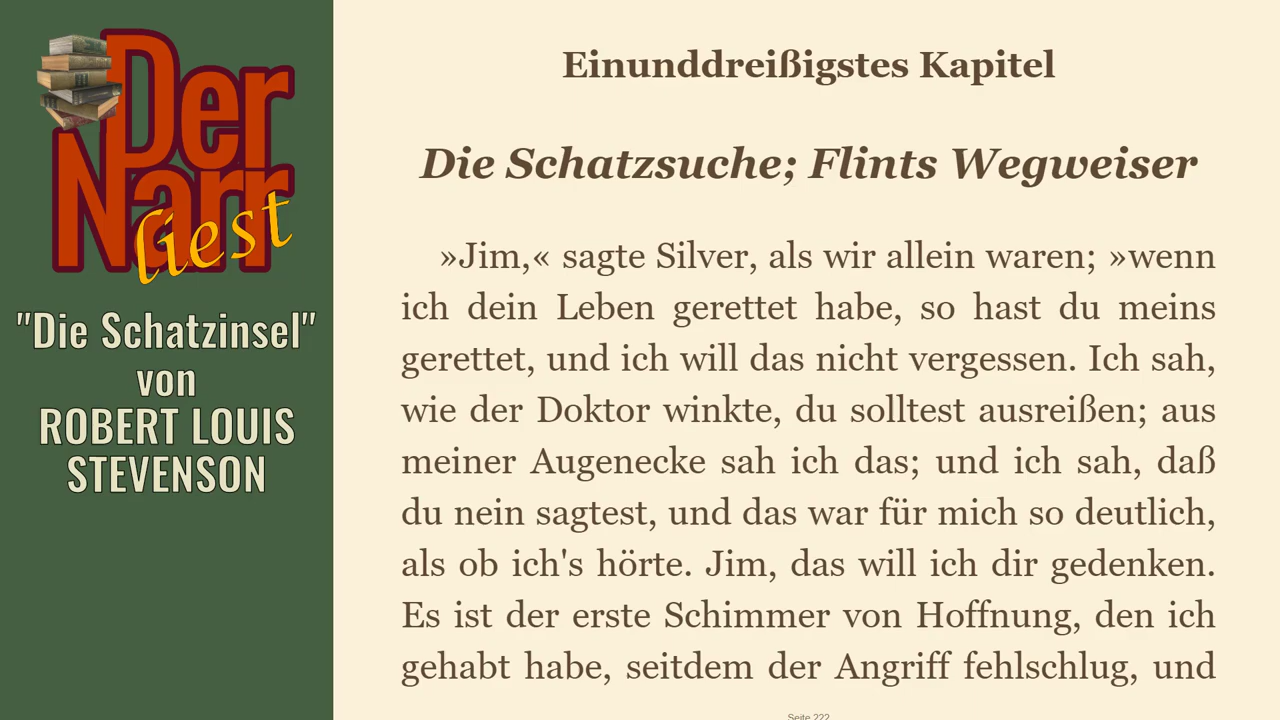 Der
Narr
liest
"Die Schatzinsel"
von
ROBERT LOUIS
STEVENSON
Einunddreißigstes Kapitel
Die Schatzsuche; Flints Wegweiser
»Jim,« sagte Silver, als wir allein waren; »wenn
ich dein Leben gerettet habe, so hast du meins
gerettet, und ich will das nicht vergessen. Ich sah,
wie der Doktor winkte, du solltest ausreißen; aus
meiner Augenecke sah ich das; und ich sah, daß
du nein sagtest, und das war für mich so deutlich,
als ob ich's hörte. Jim, das will ich dir gedenken.
Es ist der erste Schimmer von Hoffnung, den ich
gehabt habe, seitdem der Angriff fehlschlug, und
Seite 222